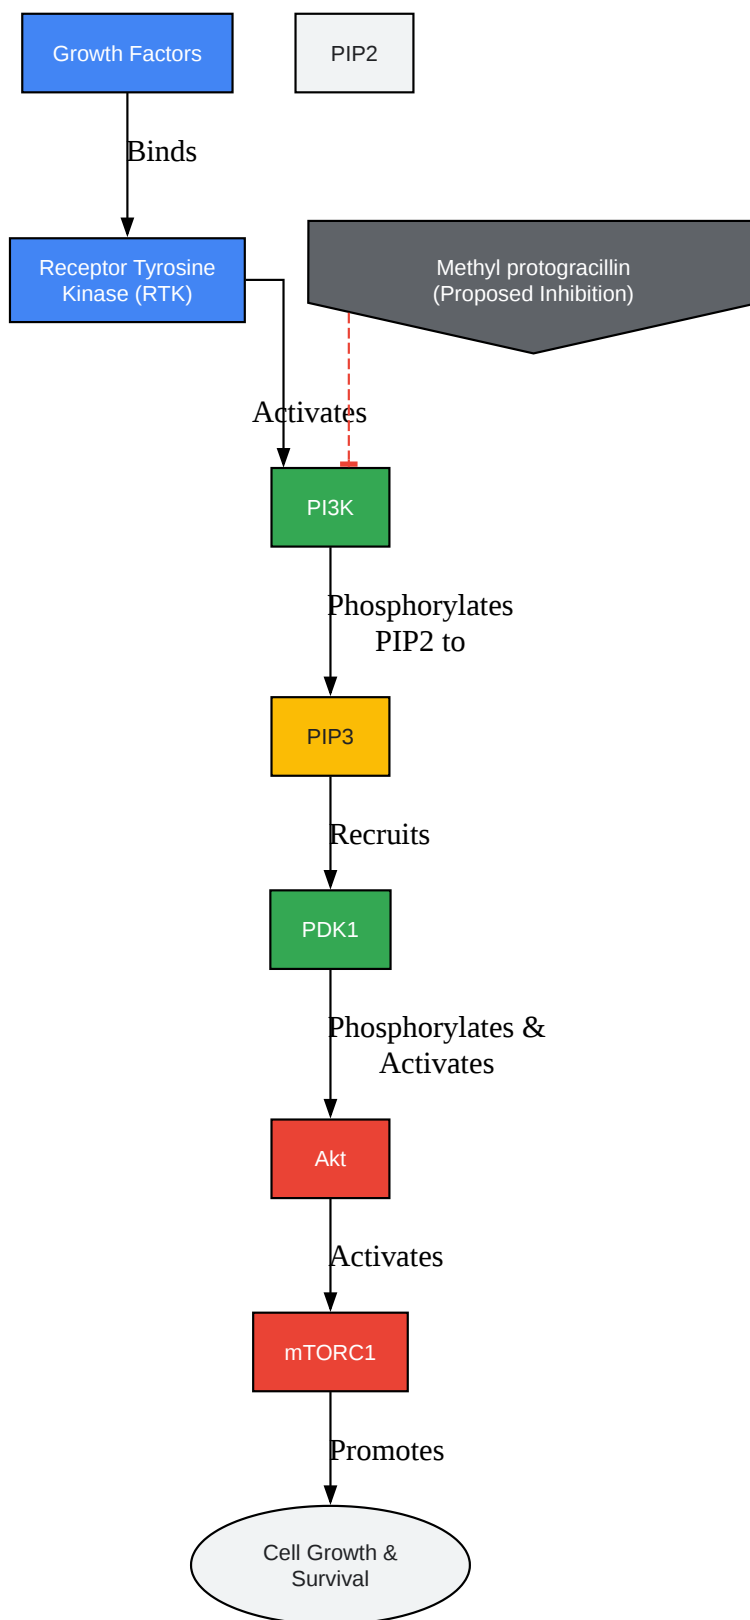 Growth Factors
PIP2
Binds
Receptor Tyrosine
Kinase (RTK)
Methyl protogracillin
(Proposed Inhibition)
Activates
PI3K
Phosphorylates
PIP2 to
PIP3
Recruits
PDK1
Phosphorylates &
Activates
Akt
Activates
mTORC1
Promotes
Cell Growth &
Survival